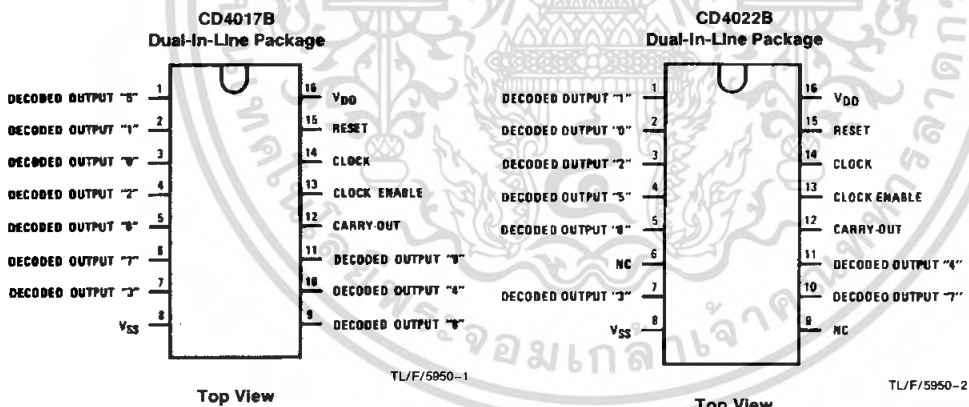 CD4017B
Dual-In-Line Package
DECODED OUTPUT "5" 1
DECODED OUTPUT "1" 2
DECODED OUTPUT "0" 3
DECODED OUTPUT "2" 4
DECODED OUTPUT "6" 5
DECODED OUTPUT "7" 6
DECODED OUTPUT "3" 7
VSS 8
16 VDD
15 RESET
14 CLOCK
13 CLOCK ENABLE
12 CARRY-OUT
11 DECODED OUTPUT "9"
10 DECODED OUTPUT "4"
9 DECODED OUTPUT "8"
TL/F/5950-1
Top View
CD4022B
Dual-In-Line Package
DECODED OUTPUT "1" 1
DECODED OUTPUT "0" 2
DECODED OUTPUT "2" 3
DECODED OUTPUT "5" 4
DECODED OUTPUT "6" 5
NC 6
DECODED OUTPUT "3" 7
VSS 8
16 VDD
15 RESET
14 CLOCK
13 CLOCK ENABLE
12 CARRY-OUT
11 DECODED OUTPUT "4"
10 DECODED OUTPUT "7"
9 NC
TL/F/5950-2
Top View